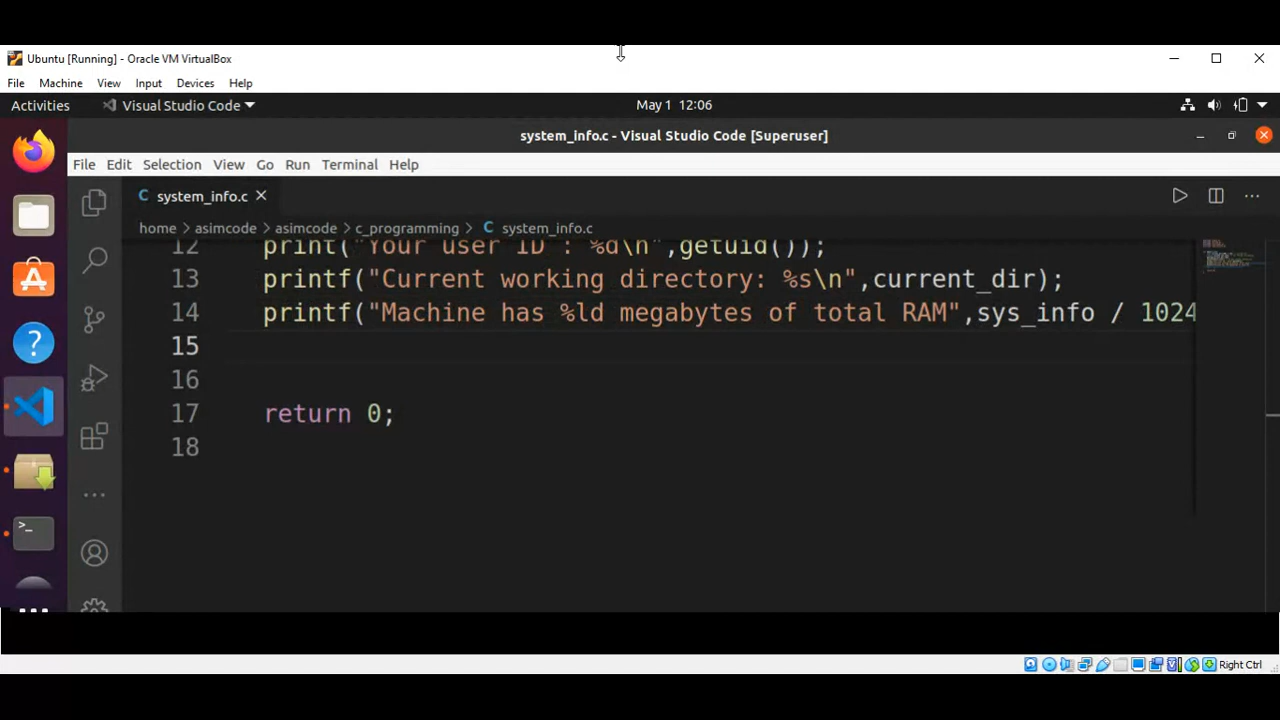 Ubuntu [Running] - Oracle VM VirtualBox
File Machine View Input Devices Help
Activities Visual Studio Code May 1 12:06
system_info.c - Visual Studio Code [Superuser]
File Edit Selection View Go Run Terminal Help
C system_info.c
home > asimcode > asimcode > c_programming > C system_info.c
12 print("Your user ID : %d\n",getuid());
13 printf("Current working directory: %s\n",current_dir);
14 printf("Machine has %ld megabytes of total RAM",sys_info / 1024
15
16
17 return 0;
18
Right Ctrl